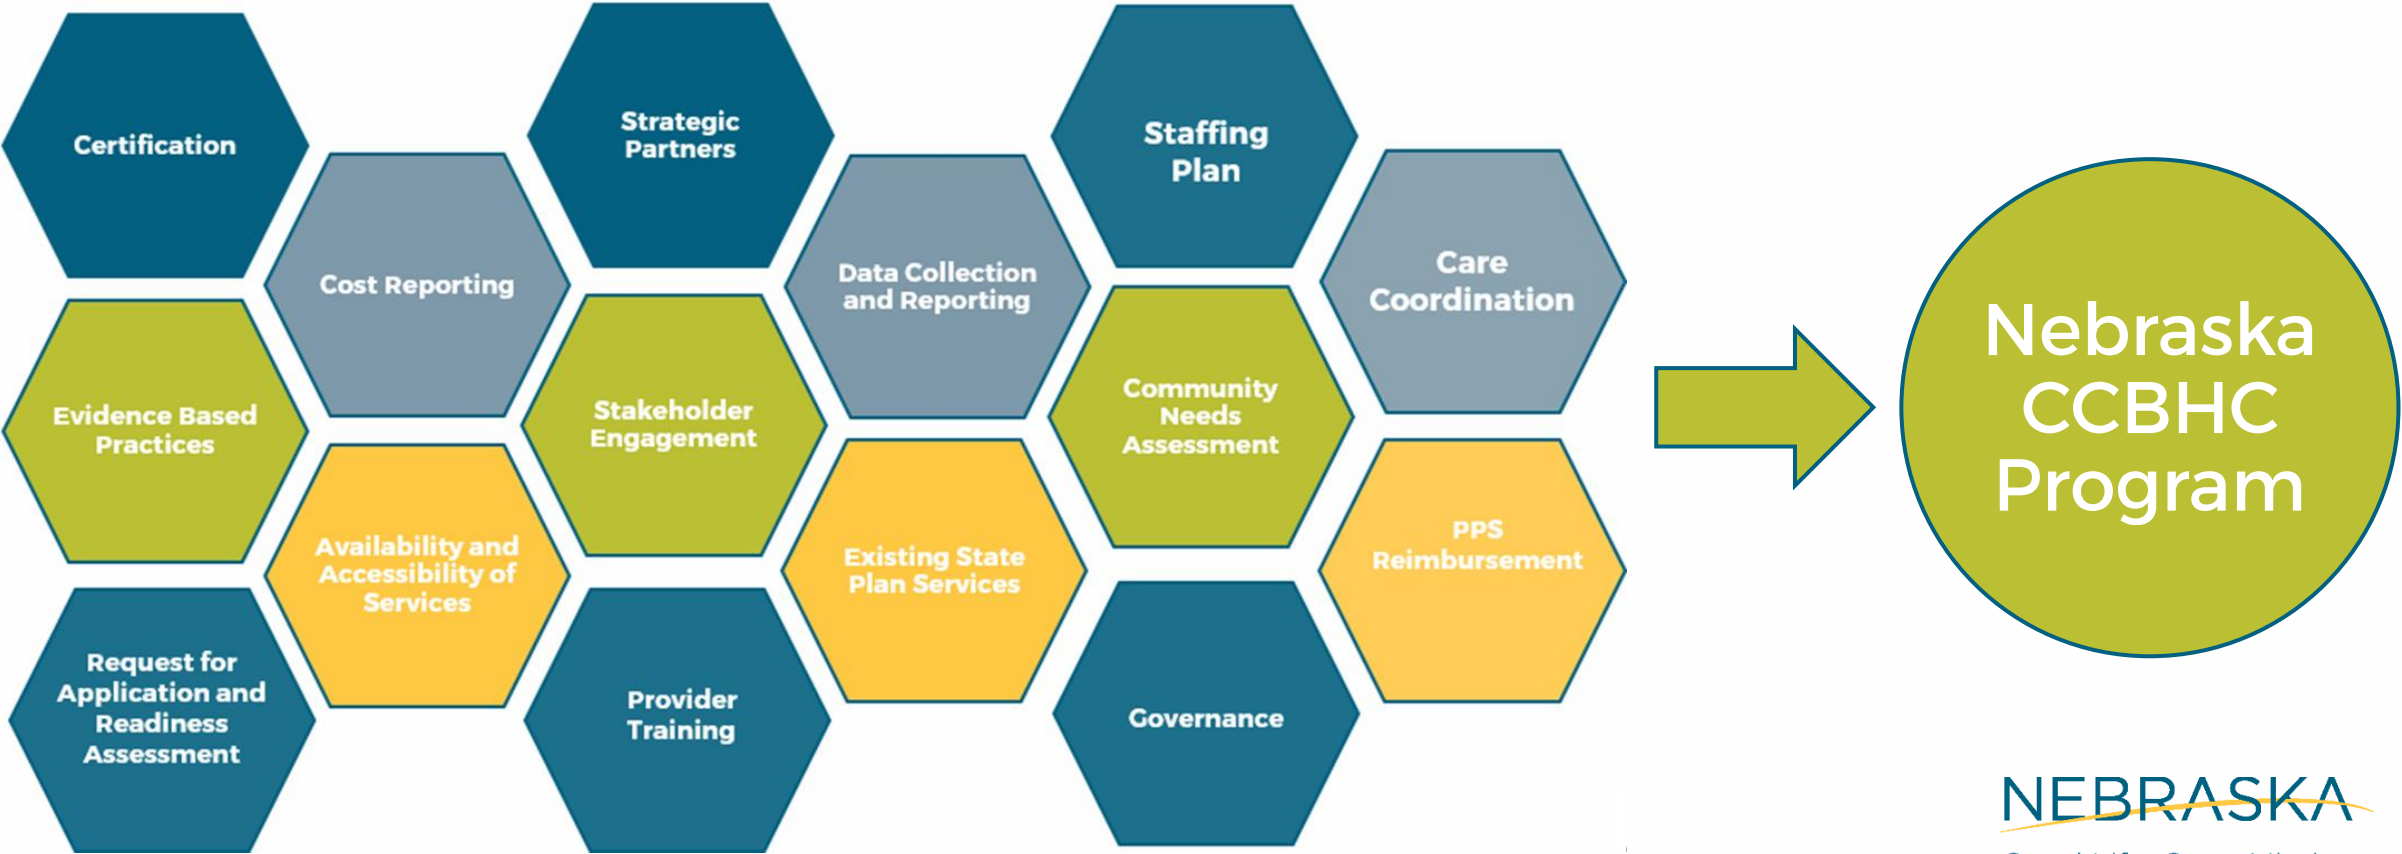 Certification
Strategic
Partners
Staffing
Plan
Cost Reporting
Data Collection
and Reporting
Care
Coordination
Evidence Based
Practices
Stakeholder
Engagement
Community
Needs
Assessment
Availability and
Accessibility of
Services
Existing State
Plan Services
PPS
Reimbursement
Request for
Application and
Readiness
Assessment
Provider
Training
Governance
Nebraska
CCBHC
Program
NEBRASKA